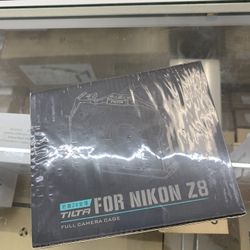 TILTA
FOR NIKON Z8
FULL CAMERA CAGE